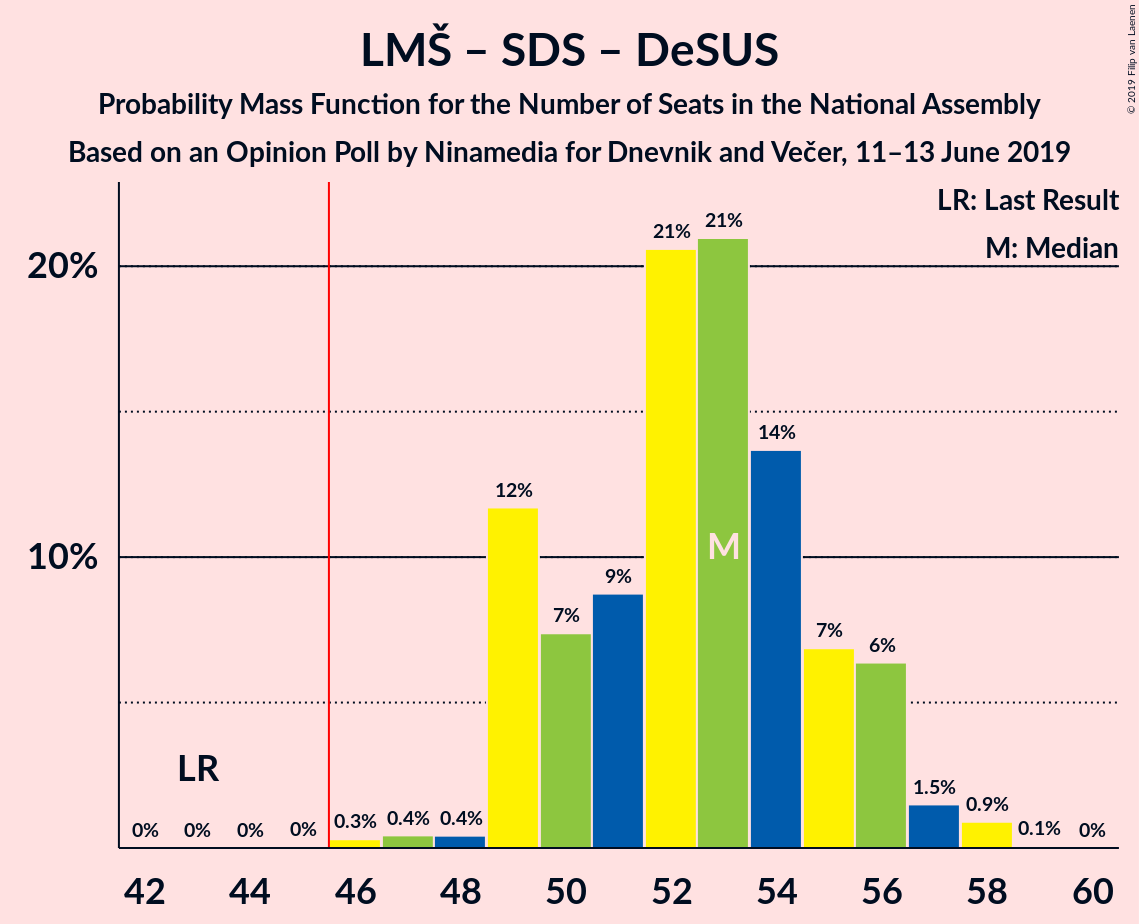 LMŠ – SDS – DeSUS
Probability Mass Function for the Number of Seats in the National Assembly
Based on an Opinion Poll by Ninamedia for Dnevnik and Večer, 11–13 June 2019
© 2019 Filip van Laenen
LR: Last Result
M: Median
20%
10%
0%
0%
0%
0%
0.3%
0.4%
0.4%
12%
7%
9%
21%
21%
14%
7%
6%
1.5%
0.9%
0.1%
0%
LR
M
42 44 46 48 50 52 54 56 58 60